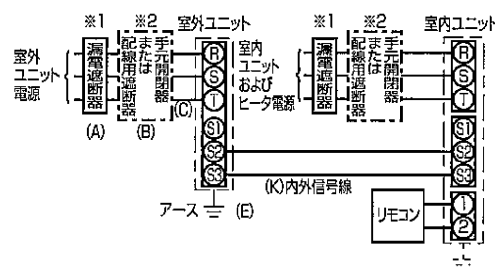 ※1
※2
室外ユニット
※1
※2
室内ユニット
室外
ユニット
電源
漏電遮断器
手元開閉器
または
配線用遮断器
R
S
T
S1
S2
S3
室内
ユニット
および
ヒータ電源
漏電遮断器
手元開閉器
または
配線用遮断器
R
S
T
S1
S2
S3
1
2
(A)
(B)
(C)
(K)内外信号線
アース
(E)
リモコン